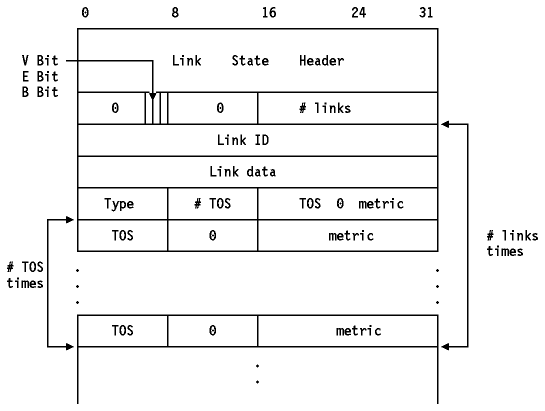 0 8 16 24 31
V Bit
E Bit
B Bit
Link State Header
0 0 # links
Link ID
Link data
Type # TOS TOS 0 metric
TOS 0 metric
# links
times
# TOS
times
TOS 0 metric